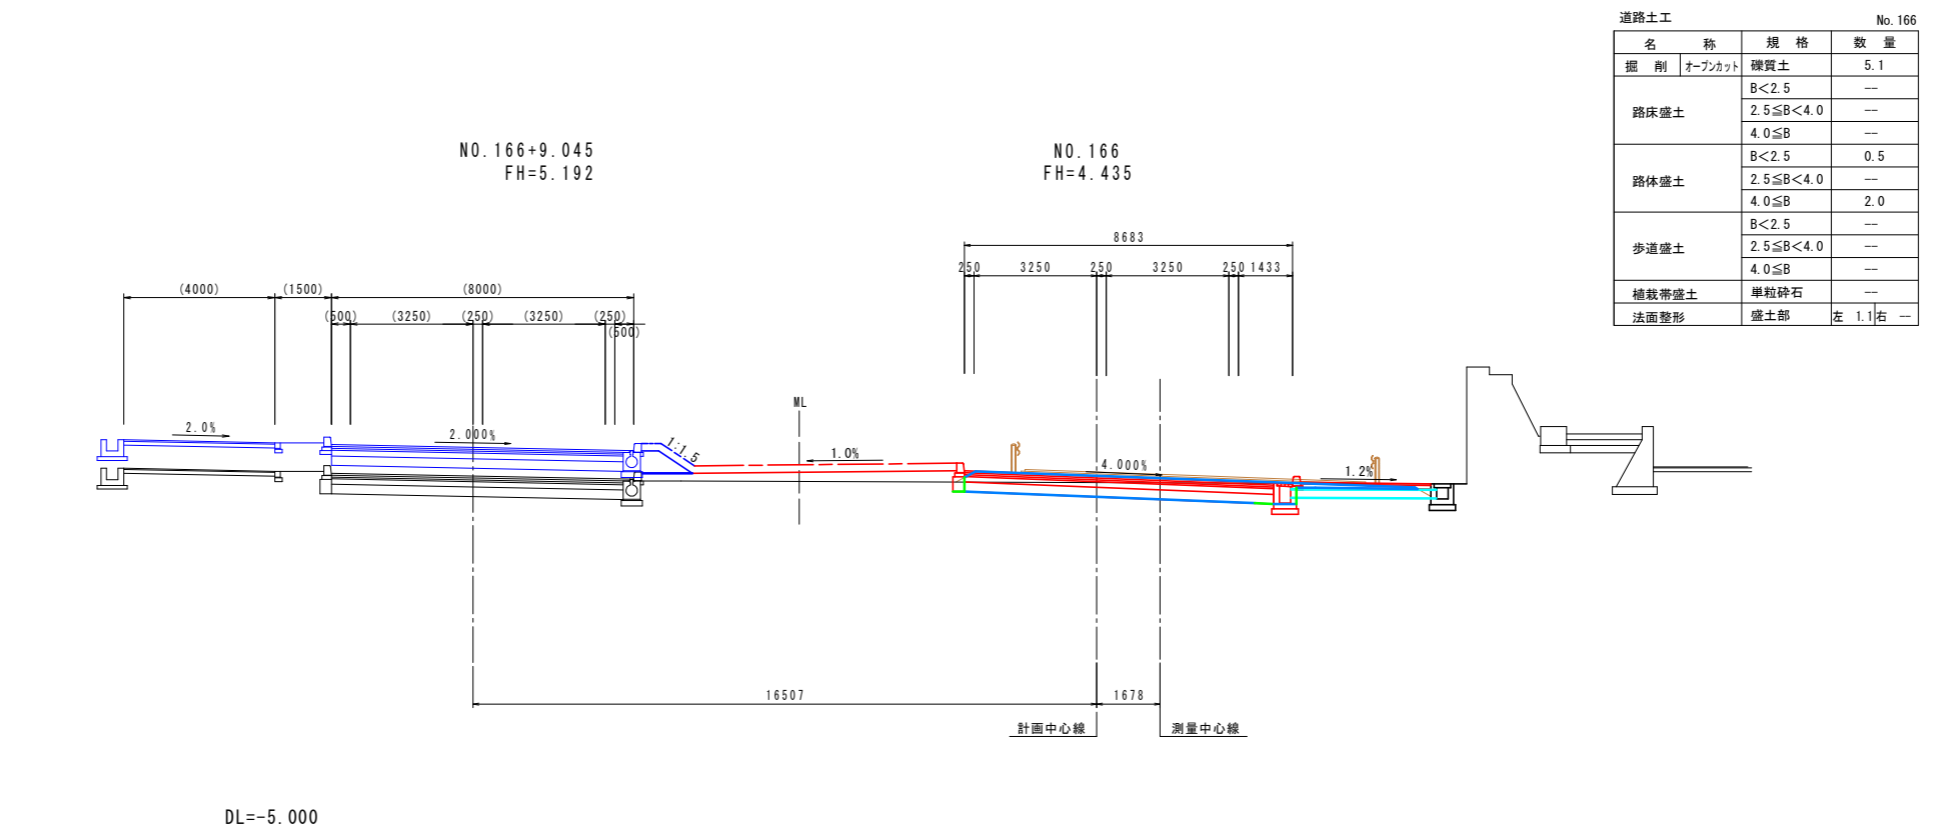 道路土工 No.166
名 称 規 格 数 量
掘 削 オープンカット 礫質土 5.1
路床盛土 B＜2.5 --
2.5≦B＜4.0 --
4.0≦B --
路体盛土 B＜2.5 0.5
2.5≦B＜4.0 --
4.0≦B 2.0
歩道盛土 B＜2.5 --
2.5≦B＜4.0 --
4.0≦B --
植栽帯盛土 単粒砕石 --
法面整形 盛土部 左 1.1 右 --
NO.166+9.045
FH=5.192
NO.166
FH=4.435
8683
250 3250 250 3250 250 1433
(4000) (1500) (8000)
(500) (3250) (250) (3250) (250)
(500)
ML
2.0% 2.000% 1:1.5 1.0% 4.000% 1.2%
16507 1678
計画中心線 測量中心線
DL=-5.000